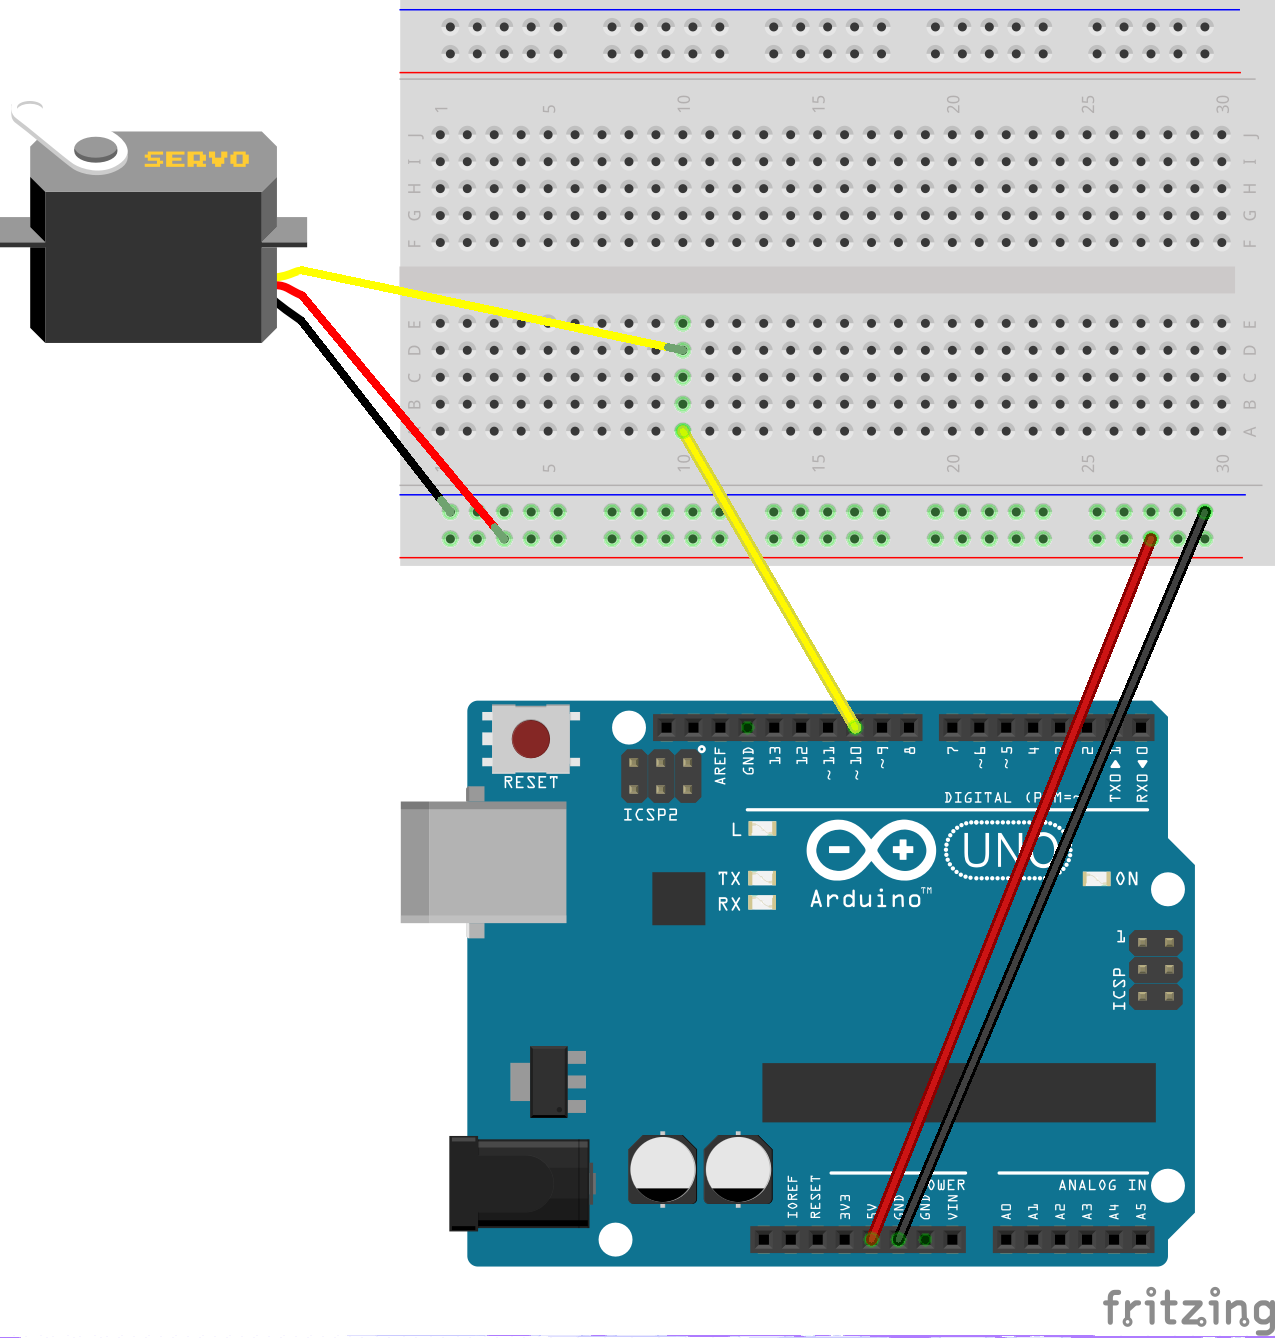 1 5 10 15 20 25 30
J J
I I
H H
G G
F F
SERVO
E E
D D
C C
B B
A A
5 10 15 20 25 30
RESET
ICSP2
AREF
GND
13
12
~11
~10
~9
8
7
~6
~5
4
2
TX0 1
RX0 0
DIGITAL (PWM=~
L
TX
RX
UNO
Arduino™
ON
1
ICSP
IOREF
RESET
3V3
5V
GND
GND
VIN
POWER
ANALOG IN
A0
A1
A2
A3
A4
A5
fritzing